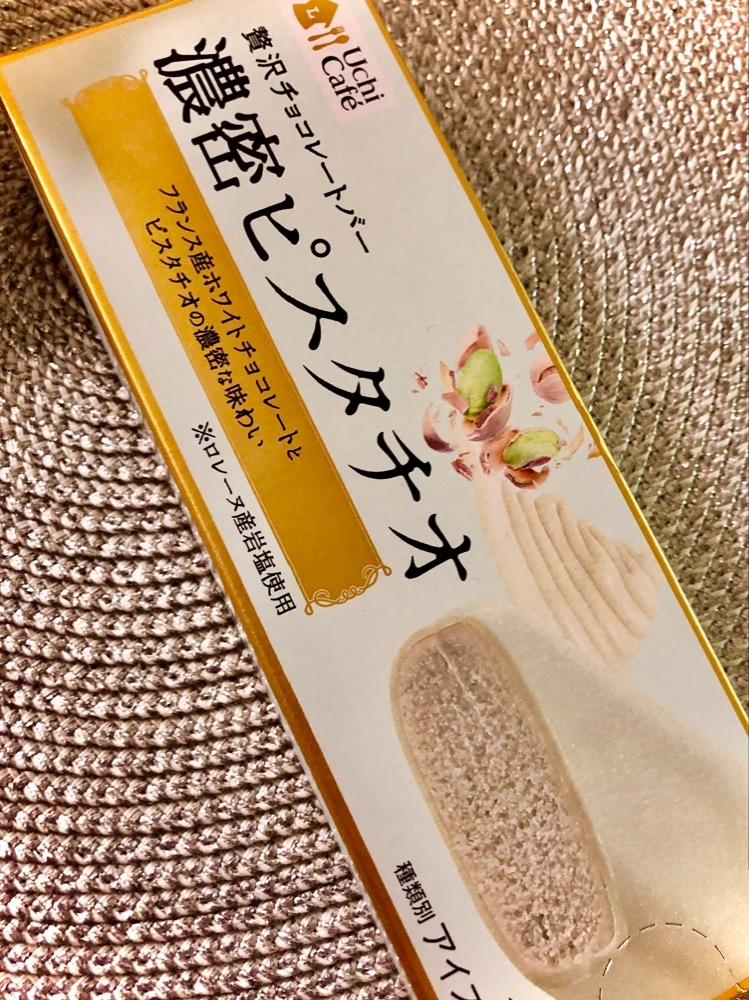 L
Uchi
Café
贅沢チョコレートバー
濃密ピスタチオ
フランス産ホワイトチョコレートと
ピスタチオの濃密な味わい
※ロレーヌ産岩塩使用
種類別 アイス